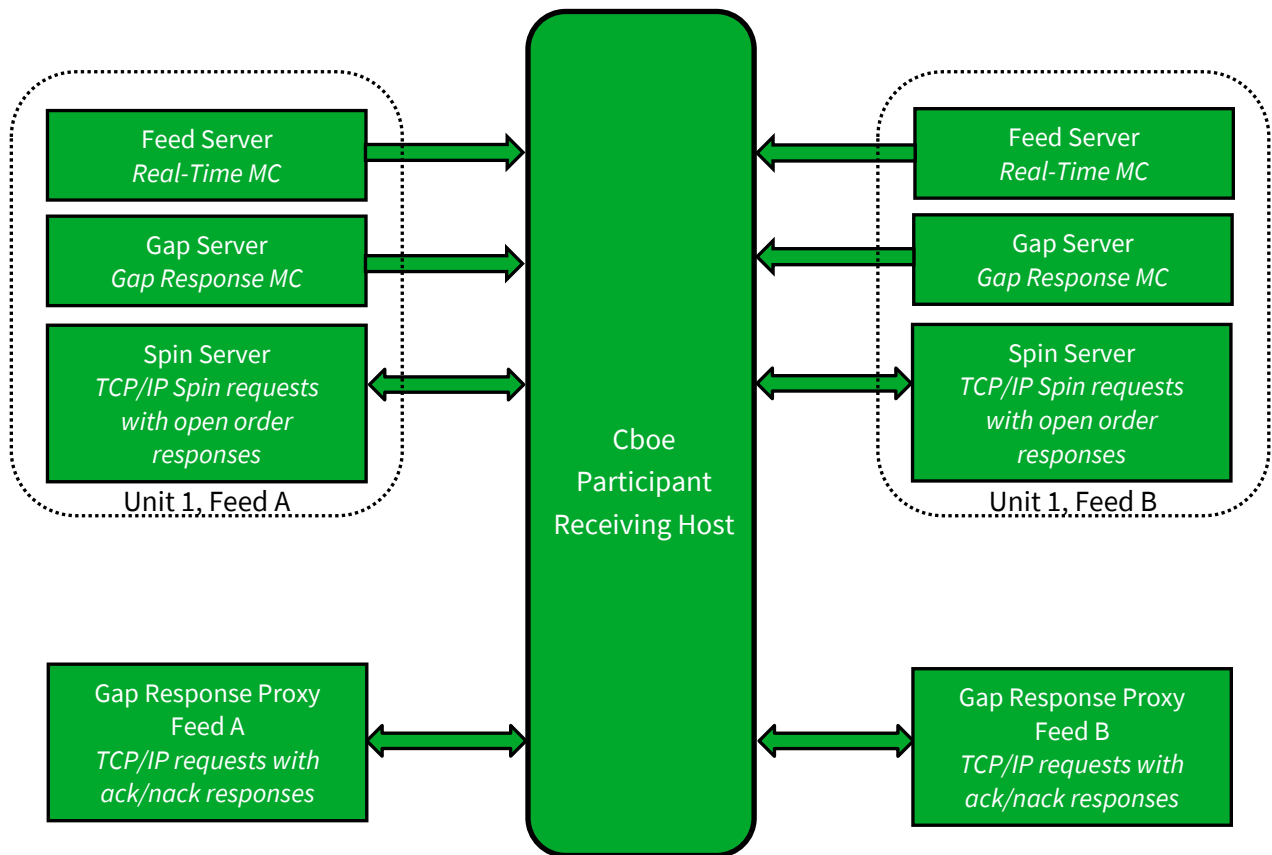 Feed Server
Real-Time MC
Gap Server
Gap Response MC
Spin Server
TCP/IP Spin requests
with open order
responses
Unit 1, Feed A
Gap Response Proxy
Feed A
TCP/IP requests with
ack/nack responses
Cboe
Participant
Receiving Host
Feed Server
Real-Time MC
Gap Server
Gap Response MC
Spin Server
TCP/IP Spin requests
with open order
responses
Unit 1, Feed B
Gap Response Proxy
Feed B
TCP/IP requests with
ack/nack responses